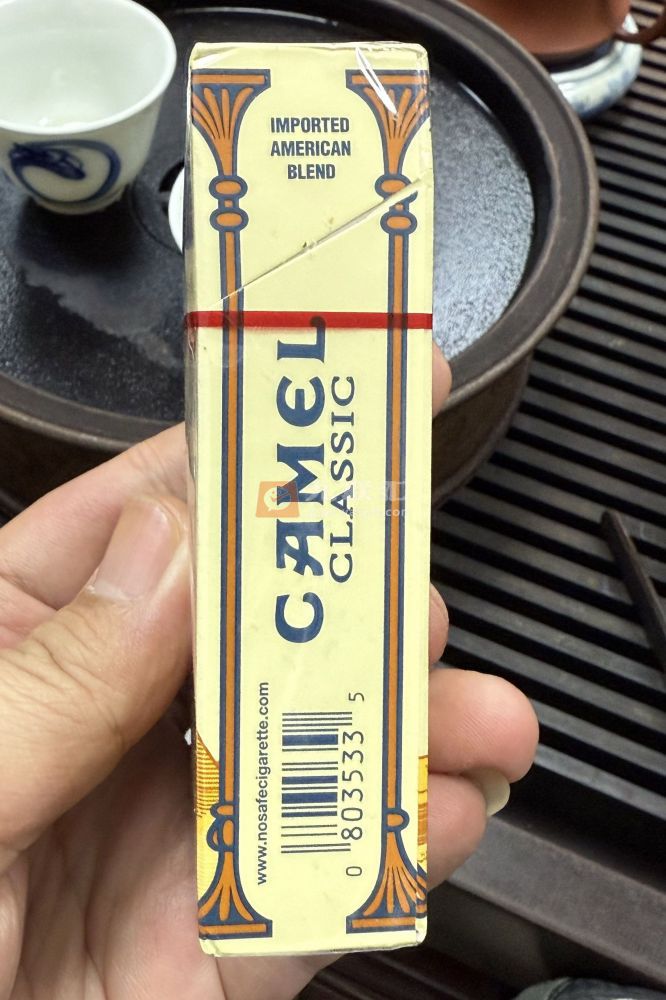 IMPORTED
AMERICAN
BLEND
CAMEL
CLASSIC
www.nosafecigarette.com
0 803533 5